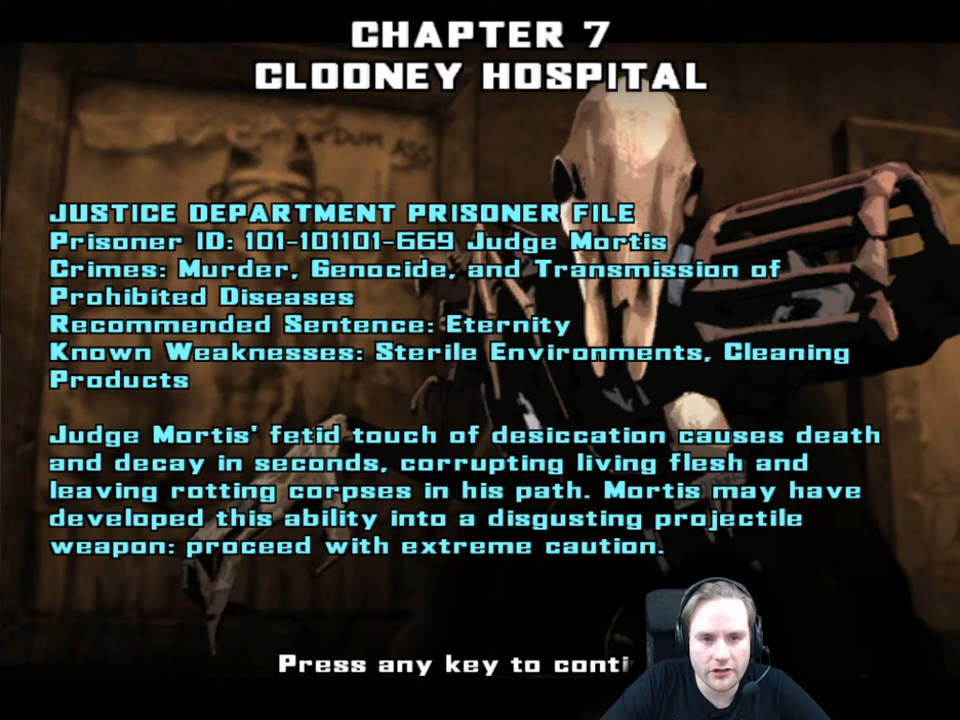 CHAPTER 7
CLOONEY HOSPITAL
DUM ASS
JUSTICE DEPARTMENT PRISONER FILE
Prisoner ID: 101-101101-669 Judge Mortis
Crimes: Murder, Genocide, and Transmission of
Prohibited Diseases
Recommended Sentence: Eternity
Known Weaknesses: Sterile Environments, Cleaning
Products
Judge Mortis' fetid touch of desiccation causes death
and decay in seconds, corrupting living flesh and
leaving rotting corpses in his path. Mortis may have
developed this ability into a disgusting projectile
weapon: proceed with extreme caution.
Press any key to conti